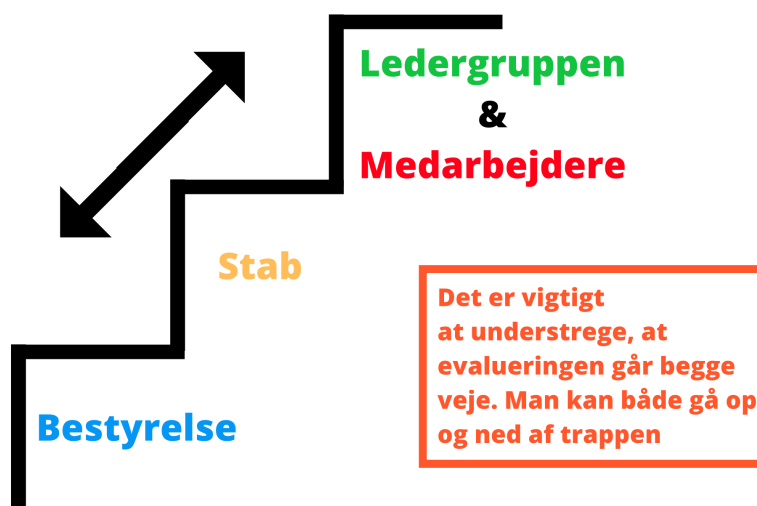 Ledergruppen
&
Medarbejdere
Stab
Det er vigtigt
at understrege, at
evalueringen går begge
veje. Man kan både gå op
og ned af trappen
Bestyrelse